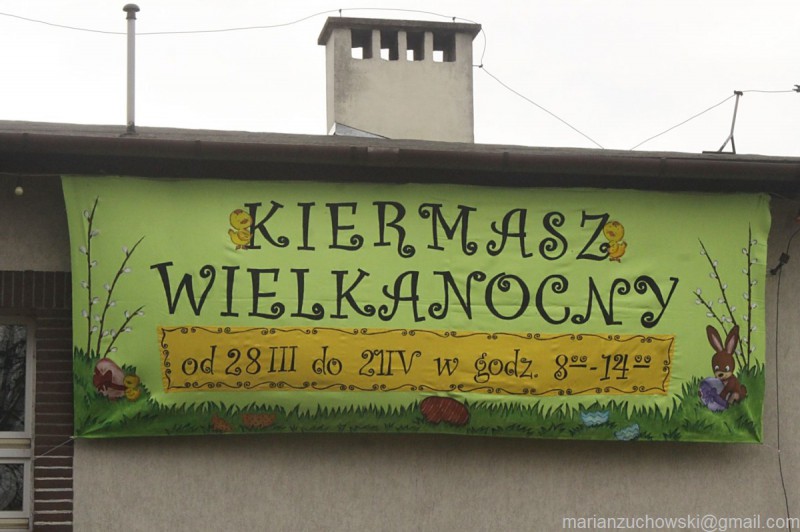 KIERMASZ
WIELKANOCNY
od 28 III do 2 IV w godz. 8⁰⁰-14⁰⁰
marianzuchowski@gmail.com